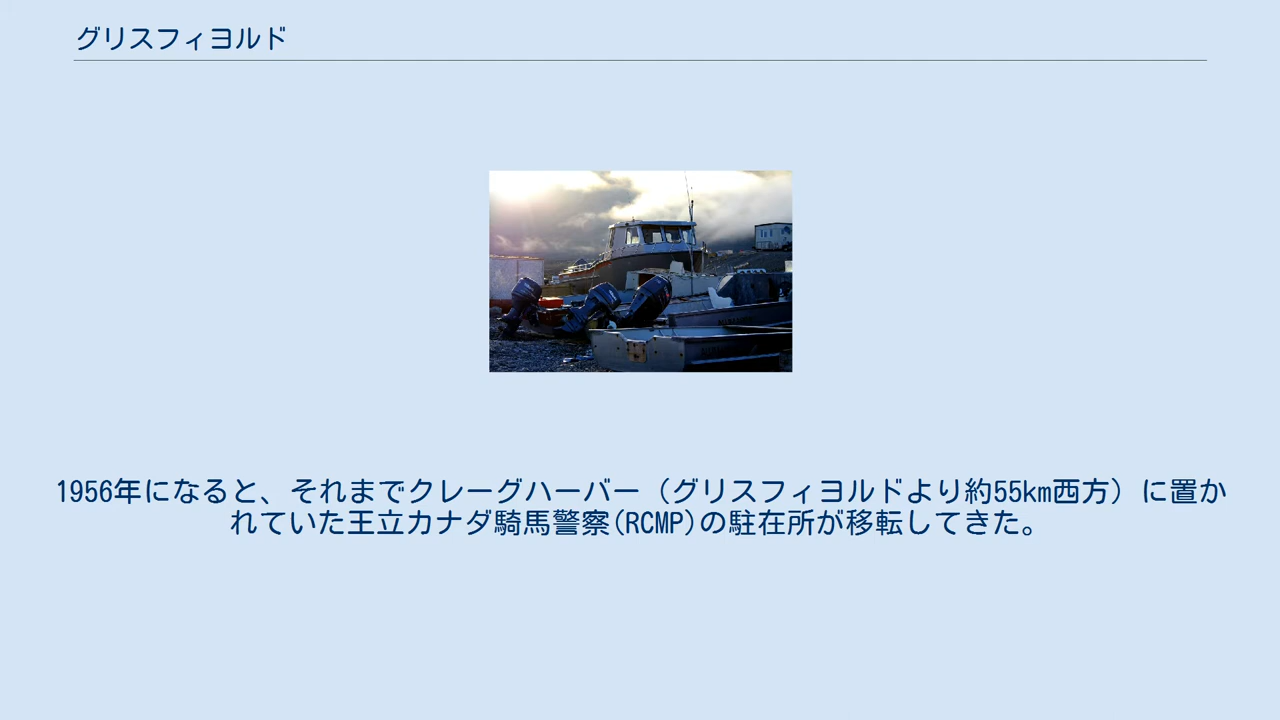 グリスフィヨルド
1956年になると、それまでクレーグハーバー（グリスフィヨルドより約55km西方）に置か
れていた王立カナダ騎馬警察(RCMP)の駐在所が移転してきた。